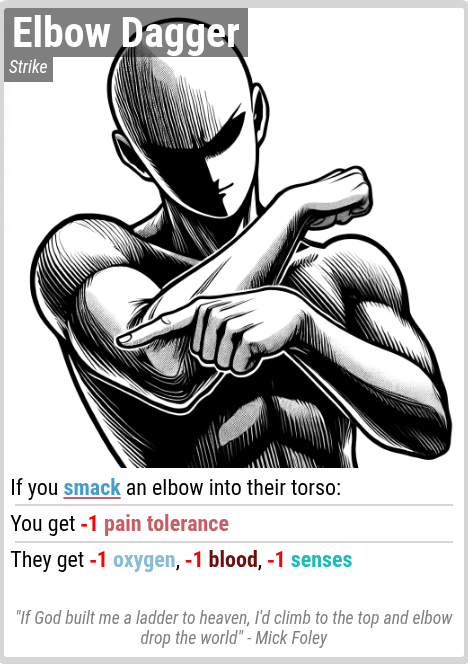 Elbow Dagger
Strike
If you smack an elbow into their torso:
You get -1 pain tolerance
They get -1 oxygen, -1 blood, -1 senses
"If God built me a ladder to heaven, I'd climb to the top and elbow
drop the world" - Mick Foley